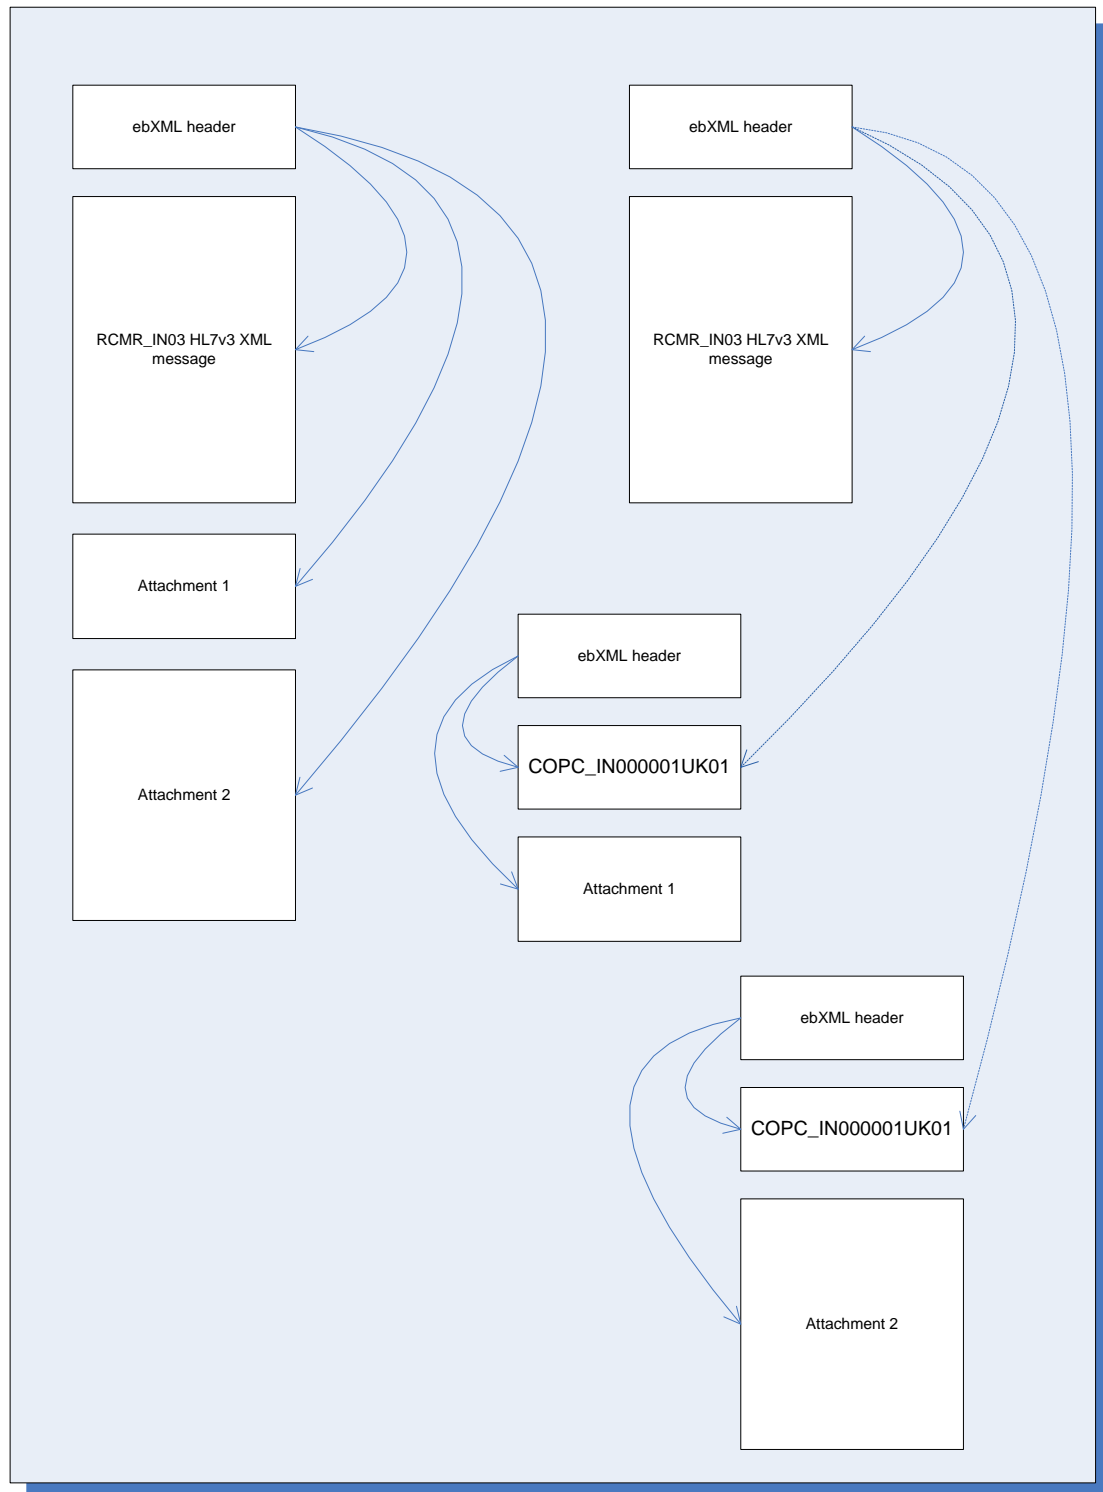 ebXML header
RCMR_IN03 HL7v3 XML
message
Attachment 1
Attachment 2
ebXML header
RCMR_IN03 HL7v3 XML
message
ebXML header
COPC_IN000001UK01
Attachment 1
ebXML header
COPC_IN000001UK01
Attachment 2